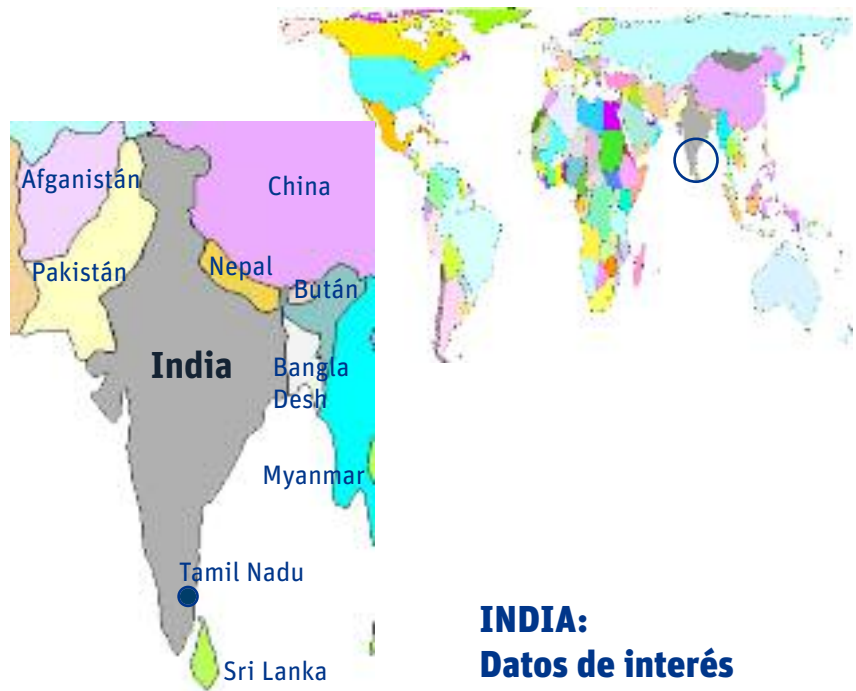 Afganistán
China
Pakistán
Nepal
Bután
India
Bangla
Desh
Myanmar
Tamil Nadu
Sri Lanka
INDIA:
Datos de interés